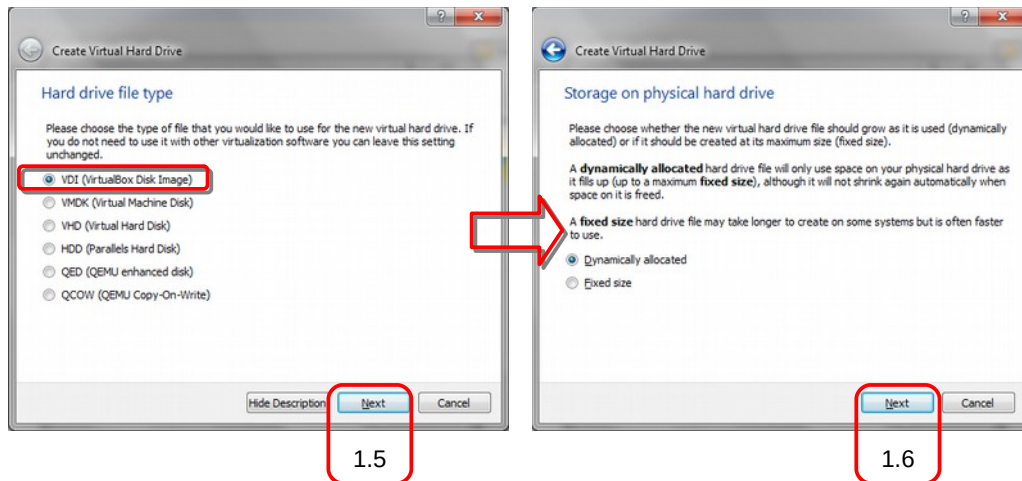 Create Virtual Hard Drive
Hard drive file type
Please choose the type of file that you would like to use for the new virtual hard drive. If
you do not need to use it with other virtualization software you can leave this setting
unchanged.
VDI (VirtualBox Disk Image)
VMDK (Virtual Machine Disk)
VHD (Virtual Hard Disk)
HDD (Parallels Hard Disk)
QED (QEMU enhanced disk)
QCOW (QEMU Copy-On-Write)
Hide Description Next Cancel
1.5
Create Virtual Hard Drive
Storage on physical hard drive
Please choose whether the new virtual hard drive file should grow as it is used (dynamically
allocated) or if it should be created at its maximum size (fixed size).
A dynamically allocated hard drive file will only use space on your physical hard drive as
it fills up (up to a maximum fixed size), although it will not shrink again automatically when
space on it is freed.
A fixed size hard drive file may take longer to create on some systems but is often faster
to use.
Dynamically allocated
Fixed size
Next Cancel
1.6